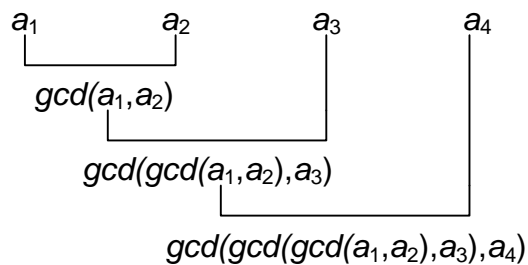 a₁ a₂ a₃ a₄
gcd(a₁,a₂)
gcd(gcd(a₁,a₂),a₃)
gcd(gcd(gcd(a₁,a₂),a₃),a₄)